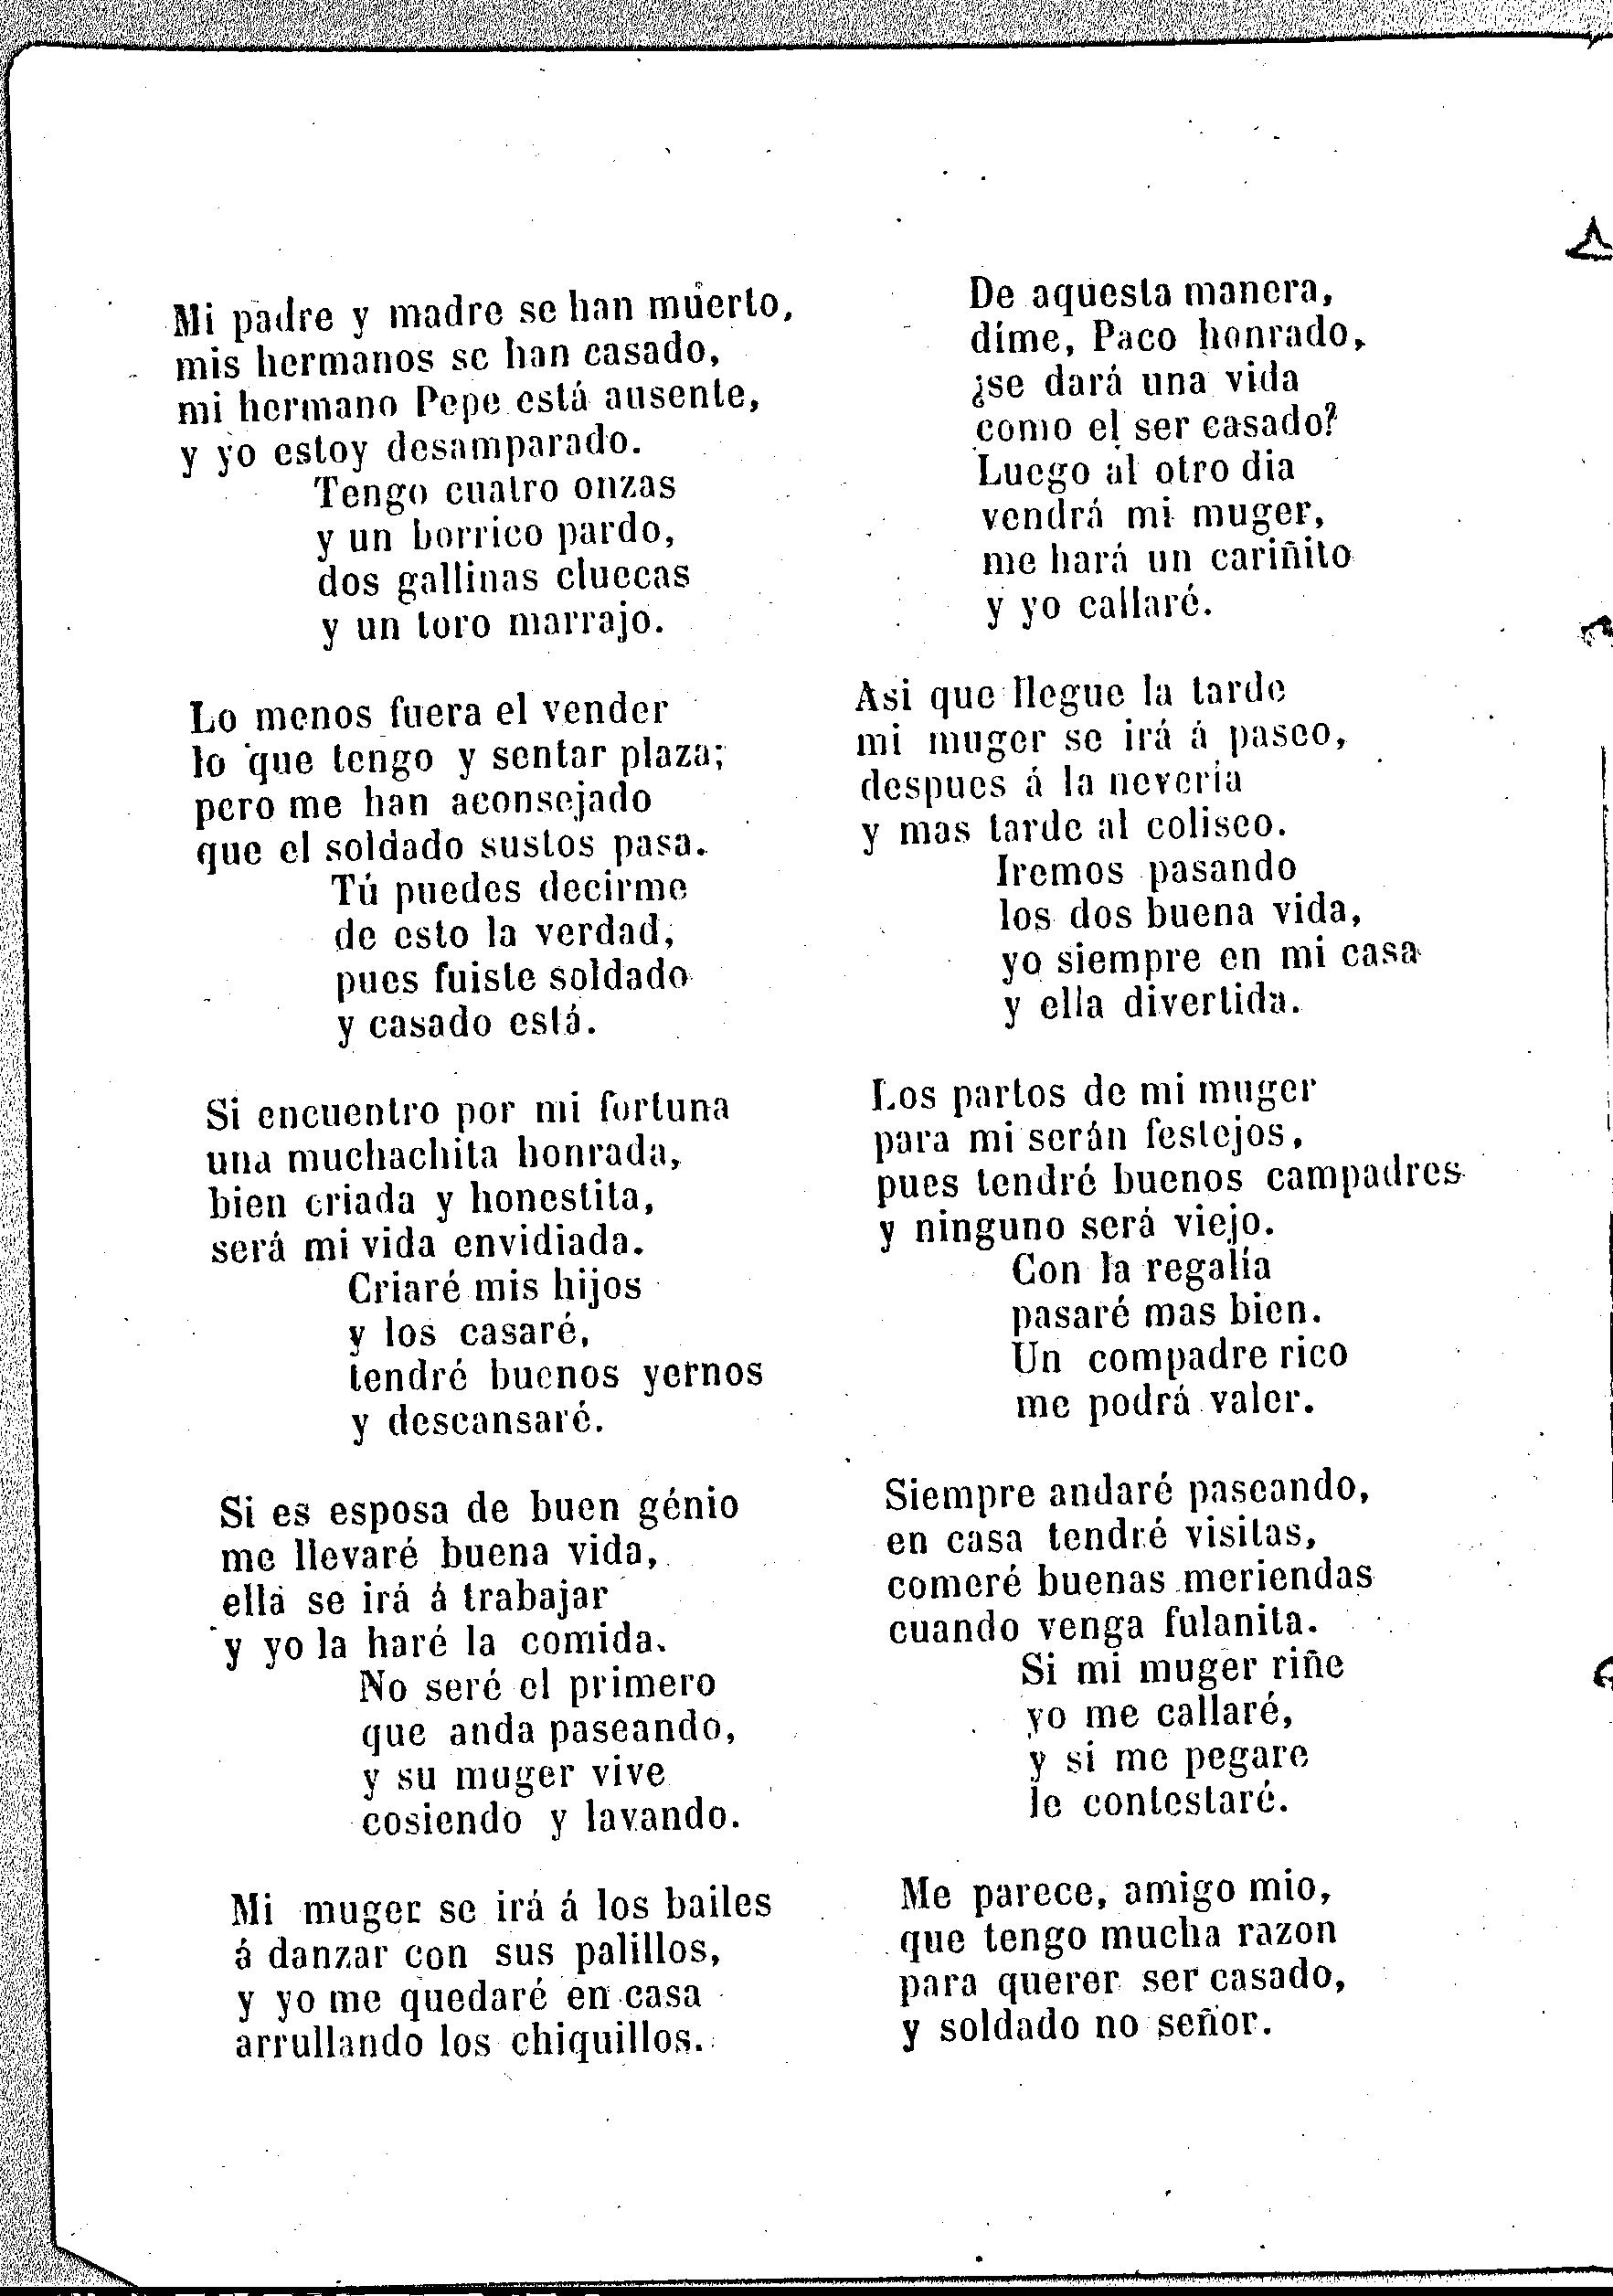 Mi padre y madre se han muerto,
mis hermanos se han casado,
mi hermano Pepe está ausente,
y yo estoy desamparado.
Tengo cuatro onzas
y un borrico pardo,
dos gallinas cluecas
y un toro marrajo.
Lo menos fuera el vender
lo que tengo y sentar plaza;
pero me han aconsejado
que el soldado sustos pasa.
Tú puedes decirme
de esto la verdad,
pues fuiste soldado
y casado está.
Si encuentro por mi fortuna
una muchachita honrada,
bien criada y honestita,
será mi vida envidiada.
Criaré mis hijos
y los casaré,
tendré buenos yernos
y descansaré.
Si es esposa de buen génio
me llevaré buena vida,
ella se irá á trabajar
y yo la haré la comida.
No seré el primero
que anda paseando,
y su muger vive
cosiendo y lavando.
Mi muger se irá á los bailes
á danzar con sus palillos,
y yo me quedaré en casa
arrullando los chiquillos.
De aquesta manera,
dime, Paco honrado,
¿se dará una vida
como el ser casado?
Luego al otro dia
vendrá mi muger,
me hará un cariñito
y yo callaré.
Asi que llegue la tarde
mi muger se irá á paseo,
despues á la nevería
y mas tarde al coliseo.
Iremos pasando
los dos buena vida,
yo siempre en mi casa
y ella divertida.
Los partos de mi muger
para mi serán festejos,
pues tendré buenos campadres
y ninguno será viejo.
Con la regalía
pasaré mas bien.
Un compadre rico
me podrá valer.
Siempre andaré paseando,
en casa tendré visitas,
comeré buenas meriendas
cuando venga fulanita.
Si mi muger riñe
yo me callaré,
y si me pegare
le contestaré.
Me parece, amigo mio,
que tengo mucha razon
para querer ser casado,
y soldado no señor.